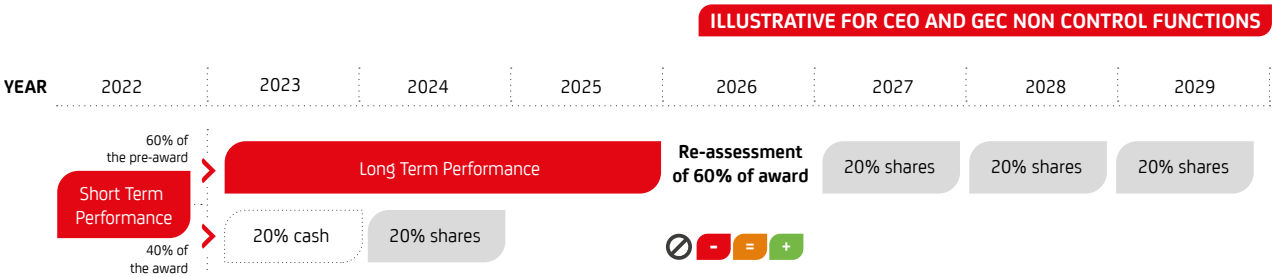 ILLUSTRATIVE FOR CEO AND GEC NON CONTROL FUNCTIONS
YEAR 2022 2023 2024 2025 2026 2027 2028 2029
60% of
the pre-award
Short Term
Performance
40% of
the award
Long Term Performance
Re-assessment
of 60% of award
20% shares 20% shares 20% shares
20% cash 20% shares
- = +